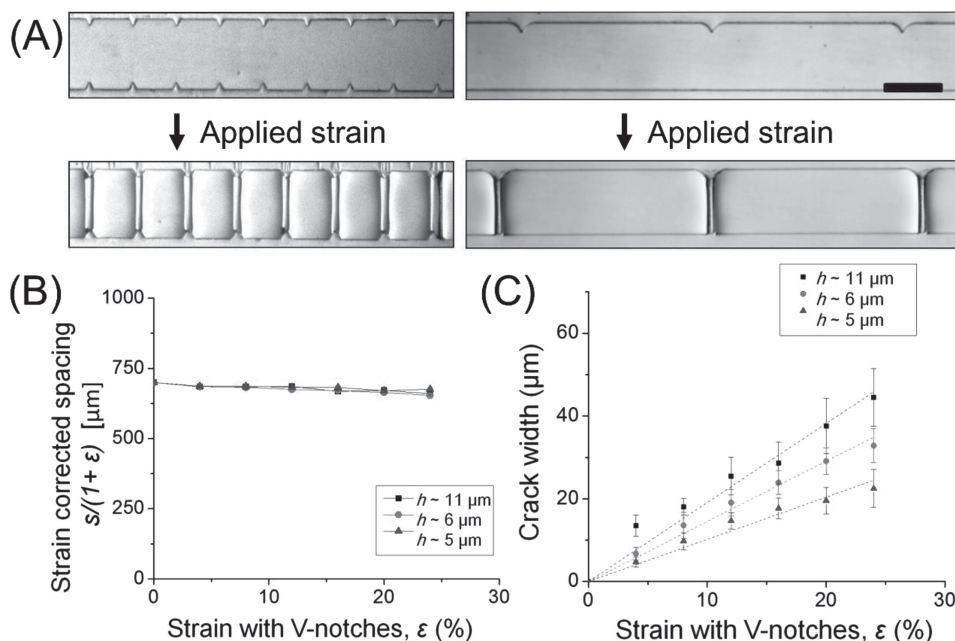 (A)
Applied strain
Applied strain
(B)
Strain corrected spacing
s/(1+ ε) [μm]
1000
750
500
250
0
h ~ 11 μm
h ~ 6 μm
h ~ 5 μm
0
10
20
30
Strain with V-notches, ε (%)
(C)
h ~ 11 μm
h ~ 6 μm
h ~ 5 μm
Crack width (μm)
60
40
20
0
0
10
20
30
Strain with V-notches, ε (%)